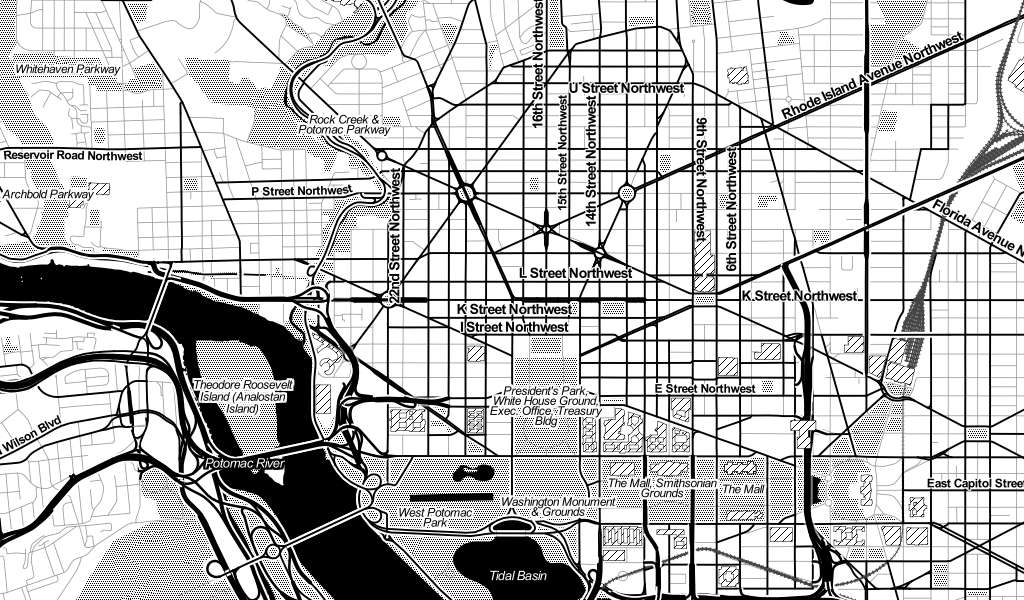 16th Street Northwest
Whitehaven Parkway
Rhode Island Avenue Northwest
U Street Northwest
15th Street Northwest
14th Street Northwest
9th Street Northwest
6th Street Northwest
Rock Creek &
Potomac Parkway
Reservoir Road Northwest
P Street Northwest
Archbold Parkway
22nd Street Northwest
Florida Avenue N
L Street Northwest
K Street Northwest
K Street Northwest
I Street Northwest
Theodore Roosevelt
Island (Analostan
Island)
President's Park,
White House Ground,
Exec. Office, Treasury
Bldg
E Street Northwest
Wilson Blvd
Potomac River
The Mall, Smithsonian
Grounds
The Mall
East Capitol Street
Washington Monument
& Grounds
West Potomac
Park
Tidal Basin